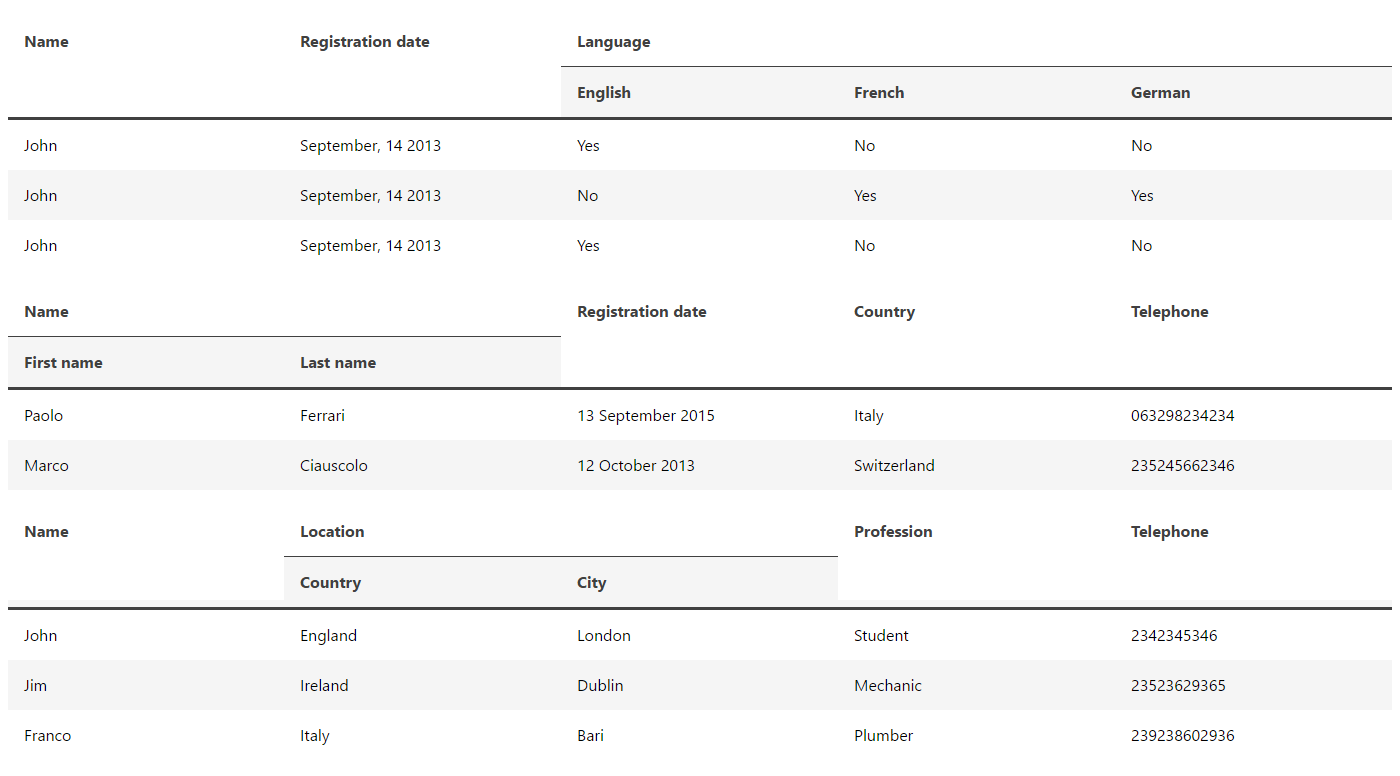 Name Registration date Language
English French German
John September, 14 2013 Yes No No
John September, 14 2013 No Yes Yes
John September, 14 2013 Yes No No
Name Registration date Country Telephone
First name Last name
Paolo Ferrari 13 September 2015 Italy 063298234234
Marco Ciauscolo 12 October 2013 Switzerland 235245662346
Name Location Profession Telephone
Country City
John England London Student 2342345346
Jim Ireland Dublin Mechanic 23523629365
Franco Italy Bari Plumber 239238602936